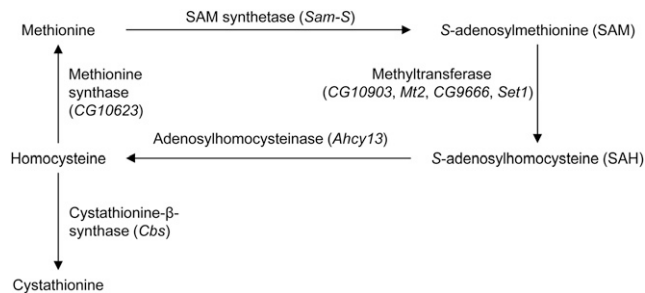 SAM synthetase (Sam-S)
Methionine
S-adenosylmethionine (SAM)
Methionine
synthase
(CG10623)
Methyltransferase
(CG10903, Mt2, CG9666, Set1)
Adenosylhomocysteinase (Ahcy13)
Homocysteine
S-adenosylhomocysteine (SAH)
Cystathionine-β-
synthase (Cbs)
Cystathionine